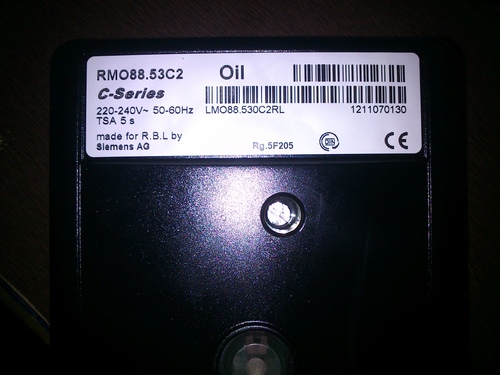 RMO88.53C2 Oil
C-Series
220-240V~ 50-60Hz LMO88.530C2RL 1211070130
TSA 5 s
made for R.B.L by
Siemens AG Rg.5F205 CE